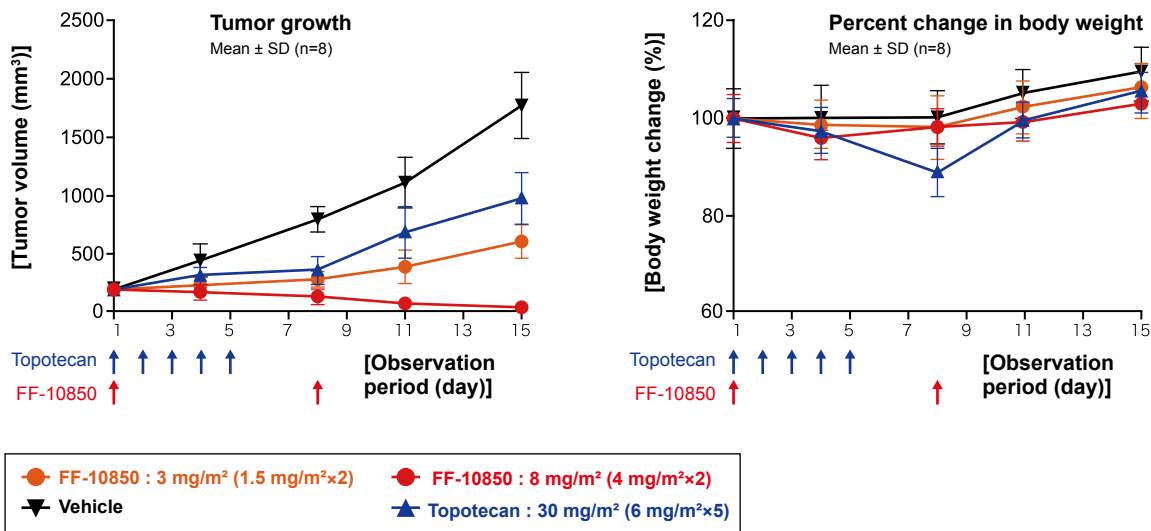 Tumor growth
Mean ± SD (n=8)
[Tumor volume (mm³)]
2500
2000
1500
1000
500
0
1 3 5 7 9 11 13 15
Topotecan
FF-10850
[Observation
period (day)]
Percent change in body weight
Mean ± SD (n=8)
[Body weight change (%)]
120
100
80
60
1 3 5 7 9 11 13 15
Topotecan
FF-10850
[Observation
period (day)]
FF-10850 : 3 mg/m² (1.5 mg/m²×2)
FF-10850 : 8 mg/m² (4 mg/m²×2)
Vehicle
Topotecan : 30 mg/m² (6 mg/m²×5)